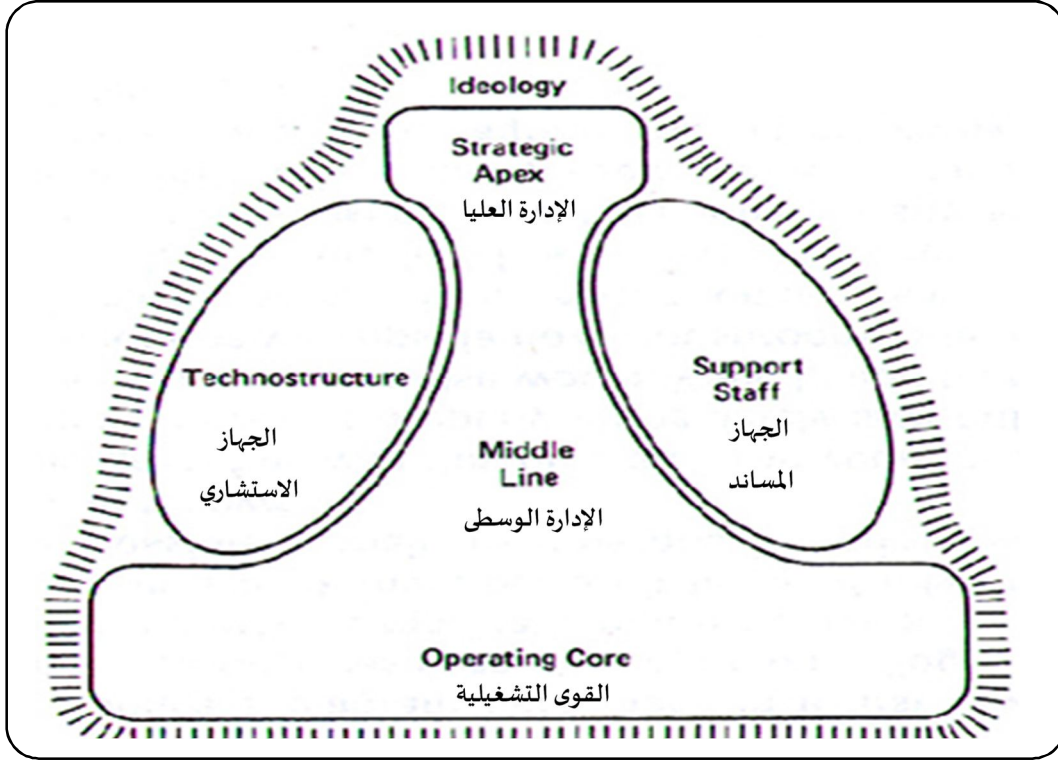 Ideology
Strategic
Apex
الإدارة العليا
Technostructure
الجهاز
الاستشاري
Middle
Line
الإدارة الوسطى
Support
Staff
الجهاز
المساند
Operating Core
القوى التشغيلية